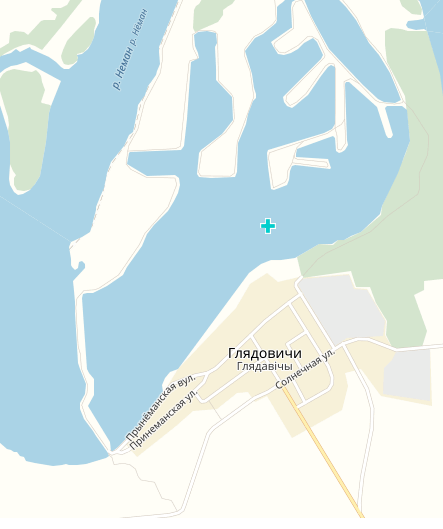 р. Неман р. Нёман
Глядовичи
Глядавічы
Солнечная ул.
Прынёманская вул.
Принеманская ул.